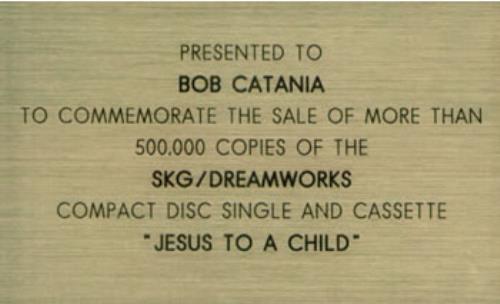 PRESENTED TO
BOB CATANIA
TO COMMEMORATE THE SALE OF MORE THAN
500,000 COPIES OF THE
SKG/DREAMWORKS
COMPACT DISC SINGLE AND CASSETTE
"JESUS TO A CHILD"